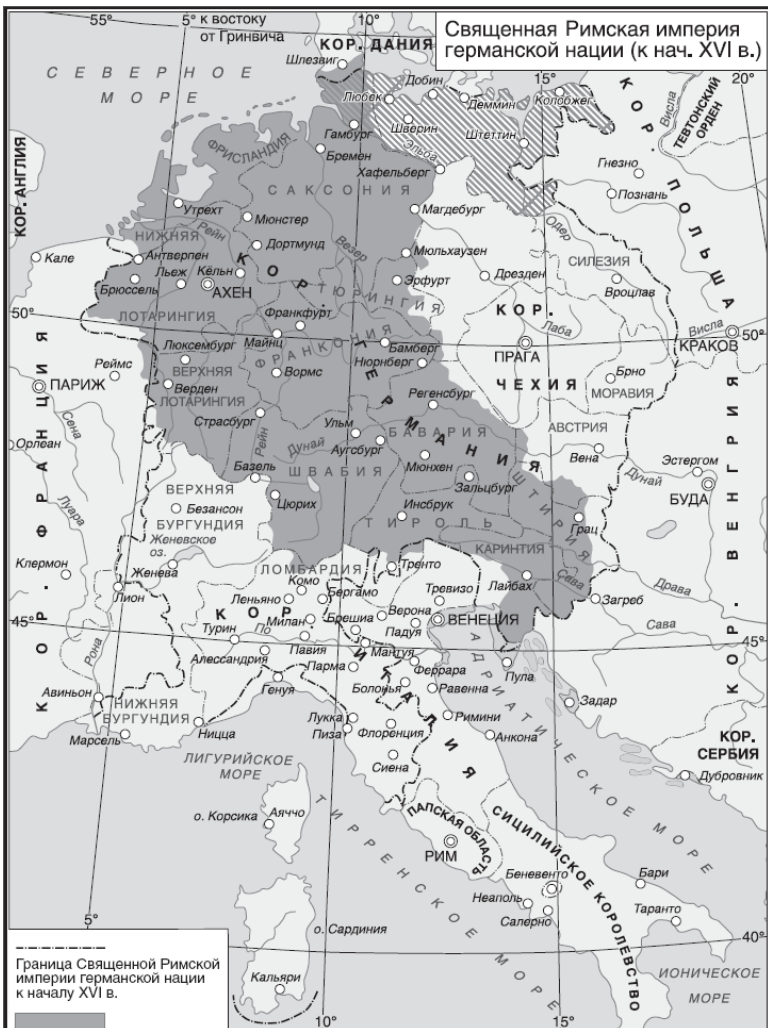 5°
к востоку
от Гринвича
10°
Священная Римская империя
германской нации (к нач. XVI в.)
КОР. ДАНИЯ
Шлезвиг
СЕВЕРНОЕ
МОРЕ
15°
20°
Добин
Любек
Деммин
Колобжег
Висла
ТЕВТОНСКИЙ
ОРДЕН
Шверин
Штеттин
Гамбург
Бремен
Эльба
Хафельберг
ФРИСЛАНДИЯ
САКСОНИЯ
Гнезно
Познань
КОР. ПОЛЬША
КОР. АНГЛИЯ
Утрехт
Мюнстер
Магдебург
НИЖНЯЯ
Рейн
Дортмунд
Везер
Одер
Кале
Антверпен
Мюльхаузен
СИЛЕЗИЯ
Льеж
Кёльн
КОР. ГЕРМАНИЯ
Дрезден
Брюссель
АХЕН
ТЮРИНГИЯ
Эрфурт
Вроцлав
50°
ЛОТАРИНГИЯ
Франкфурт
КОР.
Лаба
Висла
50°
Люксембург
Майнц
ФРАНКОНИЯ
Бамберг
ПРАГА
КРАКОВ
Реймс
ВЕРХНЯЯ
Вормс
Нюрнберг
Брно
ПАРИЖ
Верден
ЧЕХИЯ
МОРАВИЯ
ЛОТАРИНГИЯ
Регенсбург
Сена
Страсбург
Ульм
БАВАРИЯ
АВСТРИЯ
Орлеан
Рейн
Дунай
Аугсбург
Вена
Эстергом
КОР. ФРАНЦИЯ
Базель
ШВАБИЯ
Мюнхен
Дунай
ВЕРХНЯЯ
Зальцбург
БУДА
Луара
Безансон
Цюрих
Инсбрук
ШТИРИЯ
КОР. ВЕНГРИЯ
БУРГУНДИЯ
ТИРОЛЬ
Грац
Женевское
оз.
КАРИНТИЯ
Клермон
Женева
ЛОМБАРДИЯ
Тренто
Лайбах
Сава
Драва
Лион
Комо
Бергамо
Тревизо
Загреб
45°
Леньяно
КОР. ИТАЛИЯ
Милан
Брешиа
Верона
ВЕНЕЦИЯ
Сава
Турин
По
Падуя
45°
Рона
Павия
Мантуя
Алессандрия
Парма
Феррара
Пула
Авиньон
Генуя
Болонья
Равенна
АДРИАТИЧЕСКОЕ МОРЕ
Задар
НИЖНЯЯ
БУРГУНДИЯ
Лукка
Римини
Марсель
Ницца
Пиза
Флоренция
Анкона
КОР.
СЕРБИЯ
ЛИГУРИЙСКОЕ
МОРЕ
Сиена
Дубровник
о. Корсика
Аяччо
ТИРРЕНСКОЕ МОРЕ
ПАПСКАЯ ОБЛАСТЬ
СИЦИЛИЙСКОЕ КОРОЛЕВСТВО
РИМ
Беневенто
Бари
Неаполь
Таранто
Салерно
5°
о. Сардиния
40°
Кальяри
ИОНИЧЕСКОЕ
МОРЕ
Граница Священной Римской
империи германской нации
к началу XVI в.
10°
15°